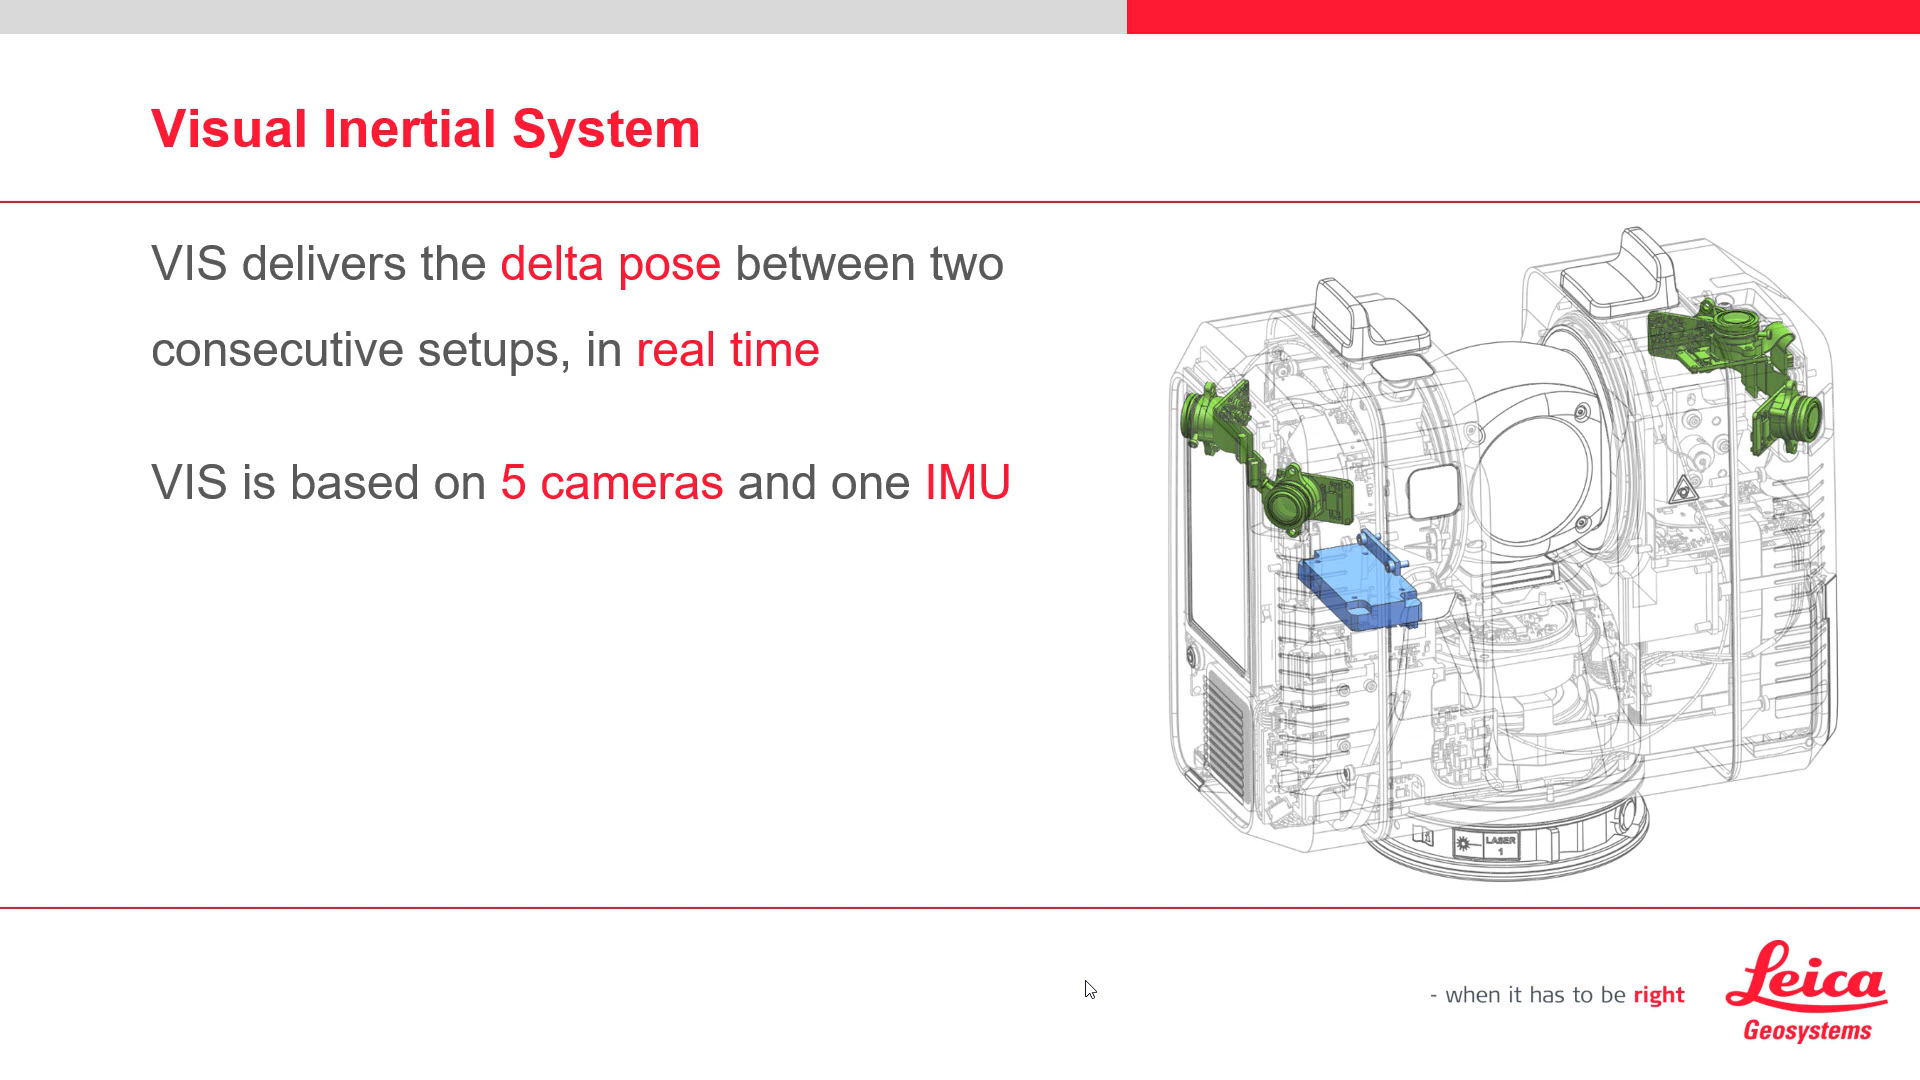 Visual Inertial System
VIS delivers the delta pose between two
consecutive setups, in real time
VIS is based on 5 cameras and one IMU
LASER
1
- when it has to be right
Leica
Geosystems